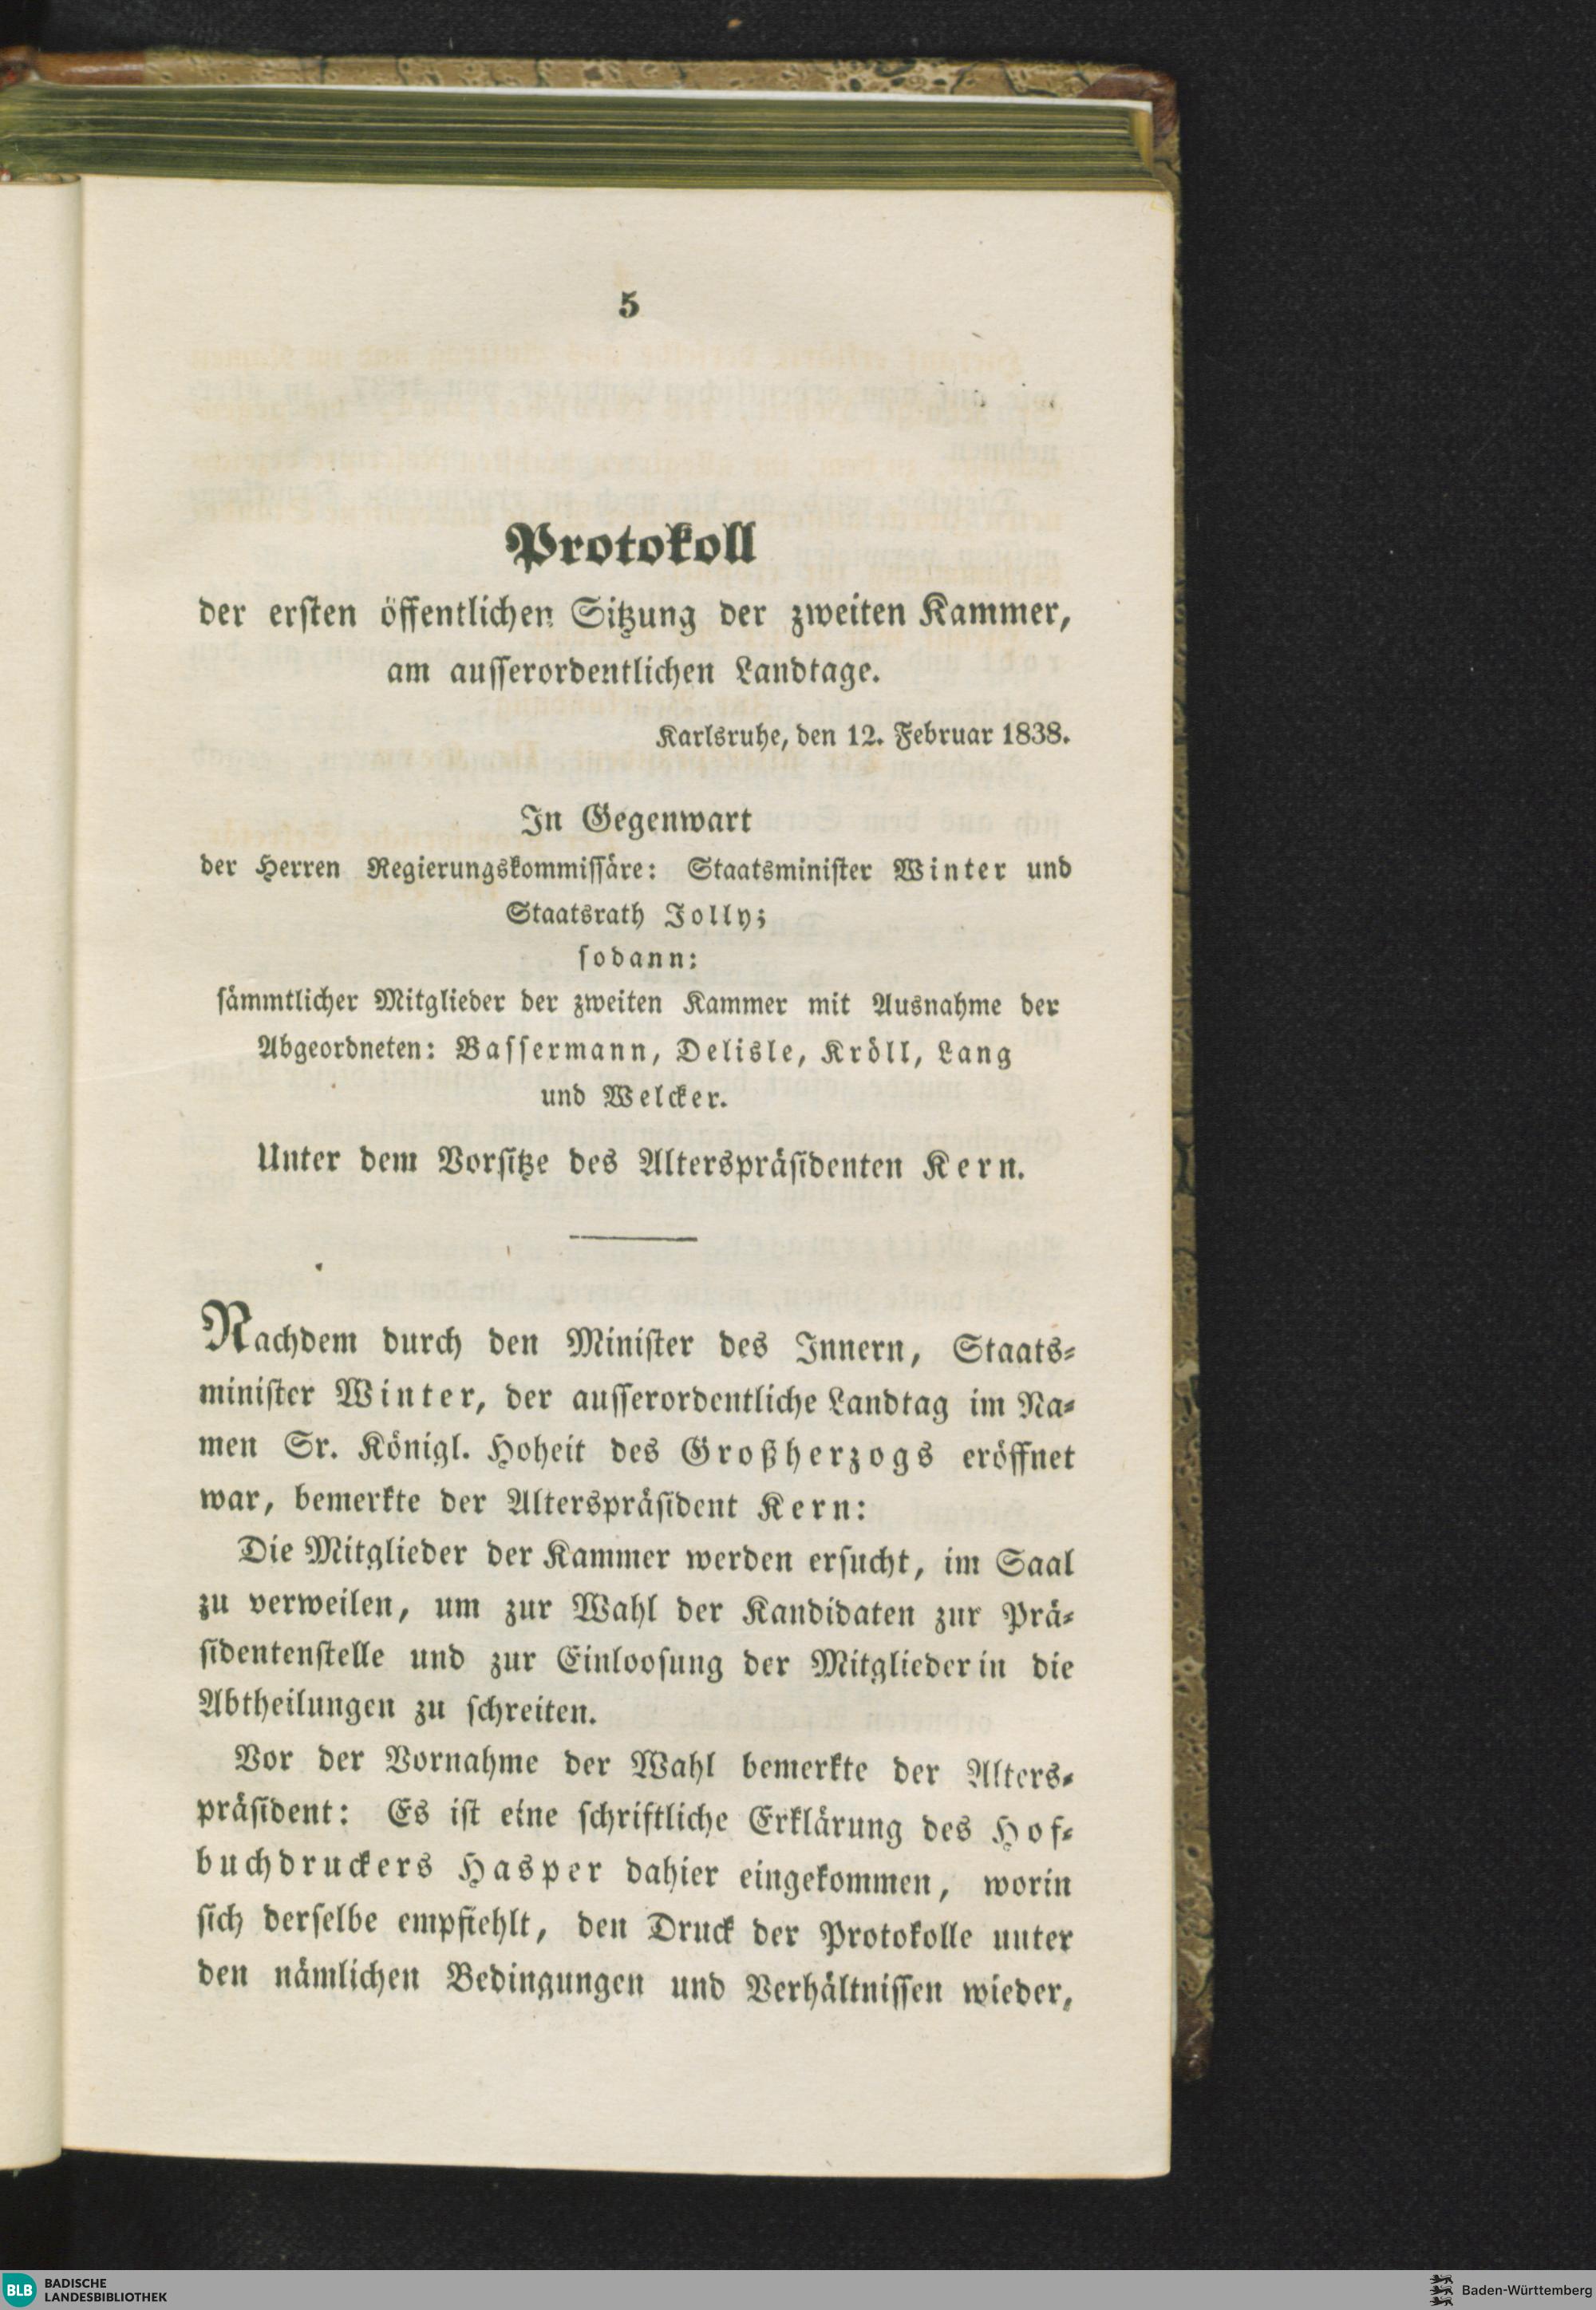 5
Protokoll
der ersten öffentlichen Sitzung der zweiten Kammer,
am ausserordentlichen Landtage.
Karlsruhe, den 12. Februar 1838.
In Gegenwart
der Herren Regierungskommissäre: Staatsminister Winter und
Staatsrath Jolly;
sodann:
sämmtlicher Mitglieder der zweiten Kammer mit Ausnahme der
Abgeordneten: Bassermann, Delisle, Kröll, Lang
und Welcker.
Unter dem Vorsitze des Alterspräsidenten Kern.
Nachdem durch den Minister des Innern, Staats-
minister Winter, der ausserordentliche Landtag im Na-
men Sr. Königl. Hoheit des Großherzogs eröffnet
war, bemerkte der Alterspräsident Kern:
Die Mitglieder der Kammer werden ersucht, im Saal
zu verweilen, um zur Wahl der Kandidaten zur Prä-
sidentenstelle und zur Einloosung der Mitglieder in die
Abtheilungen zu schreiten.
Vor der Vornahme der Wahl bemerkte der Alters-
präsident: Es ist eine schriftliche Erklärung des Hof-
buchdruckers Hasper dahier eingekommen, worin
sich derselbe empfiehlt, den Druck der Protokolle unter
den nämlichen Bedingungen und Verhältnissen wieder,
BLB BADISCHE
LANDESBIBLIOTHEK
Baden-Württemberg